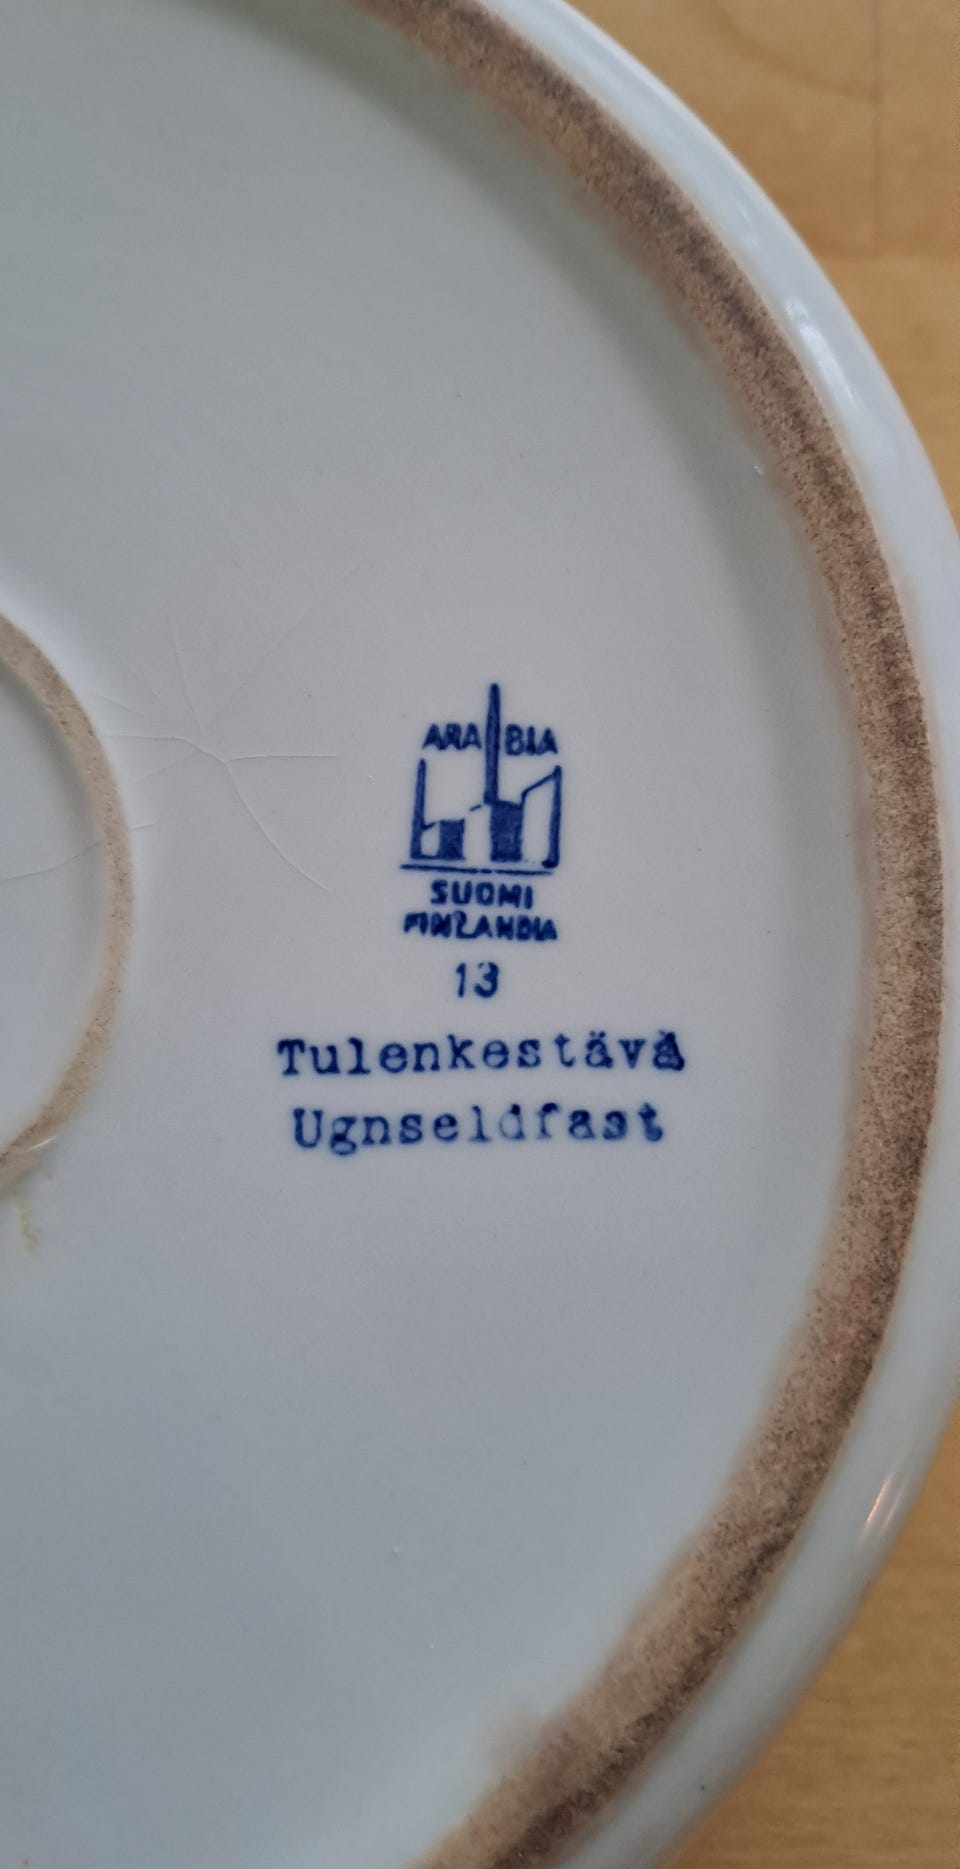 ARABIA
SUOMI
FINLANDIA
13
Tulenkestävä
Ugnseldfast